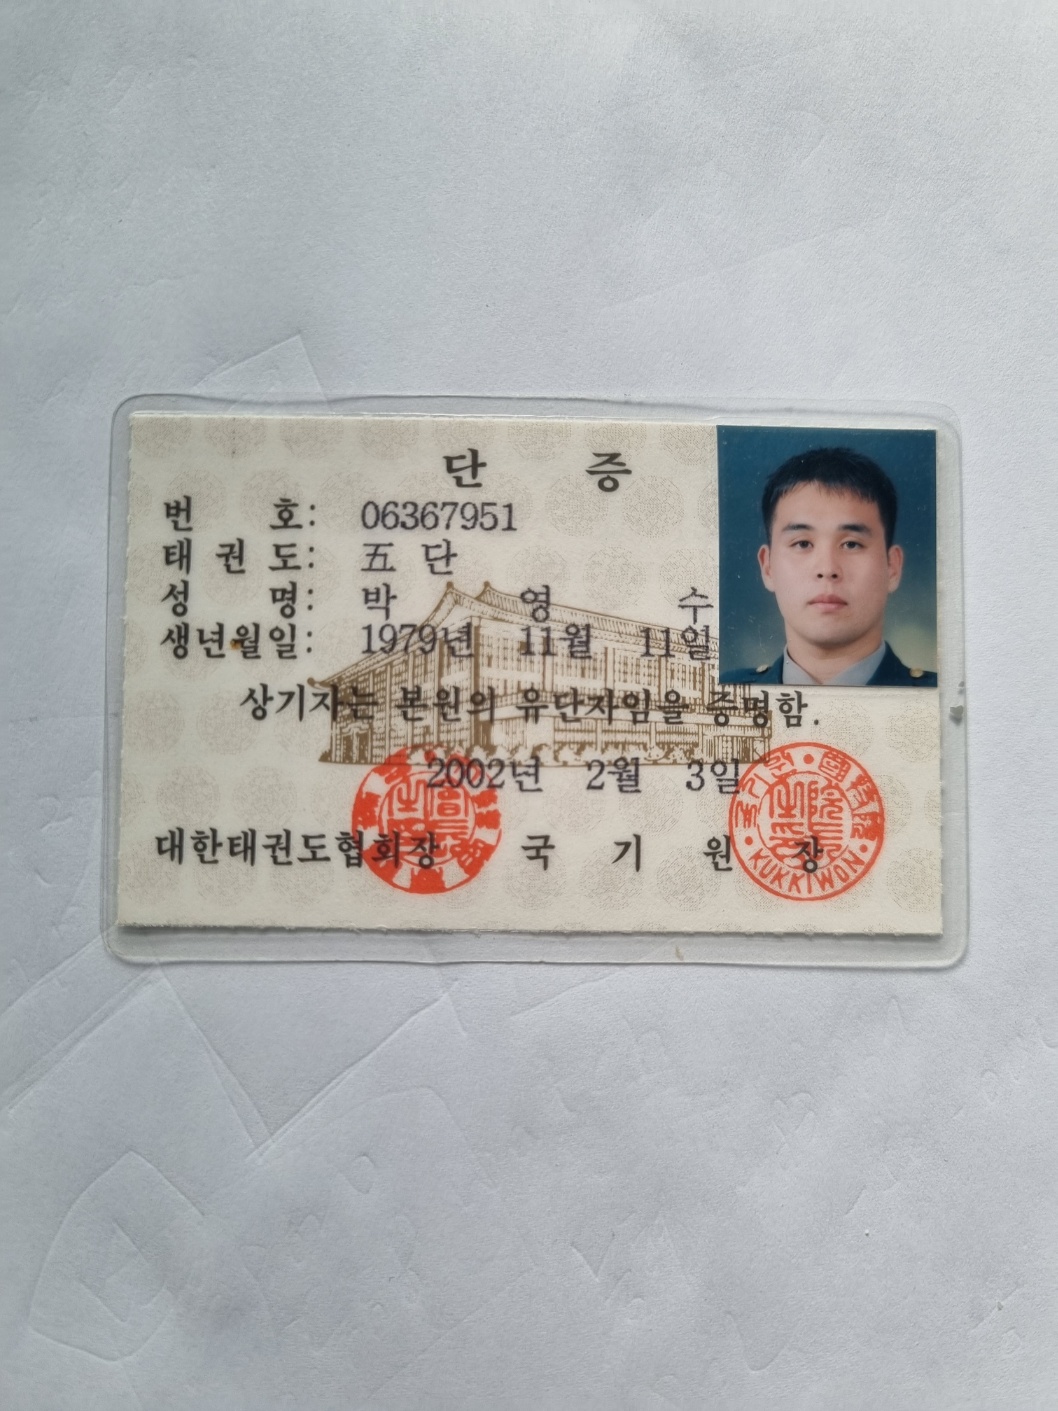 단 증
번 호: 06367951
태 권 도: 五 단
성 명: 박 영 수
생년월일: 1979년 11월 11일
상기자는 본원의 유단자임을 증명함.
2002년 2월 3일
대한태권도협회장 국 기 원 장
KUKKIWON